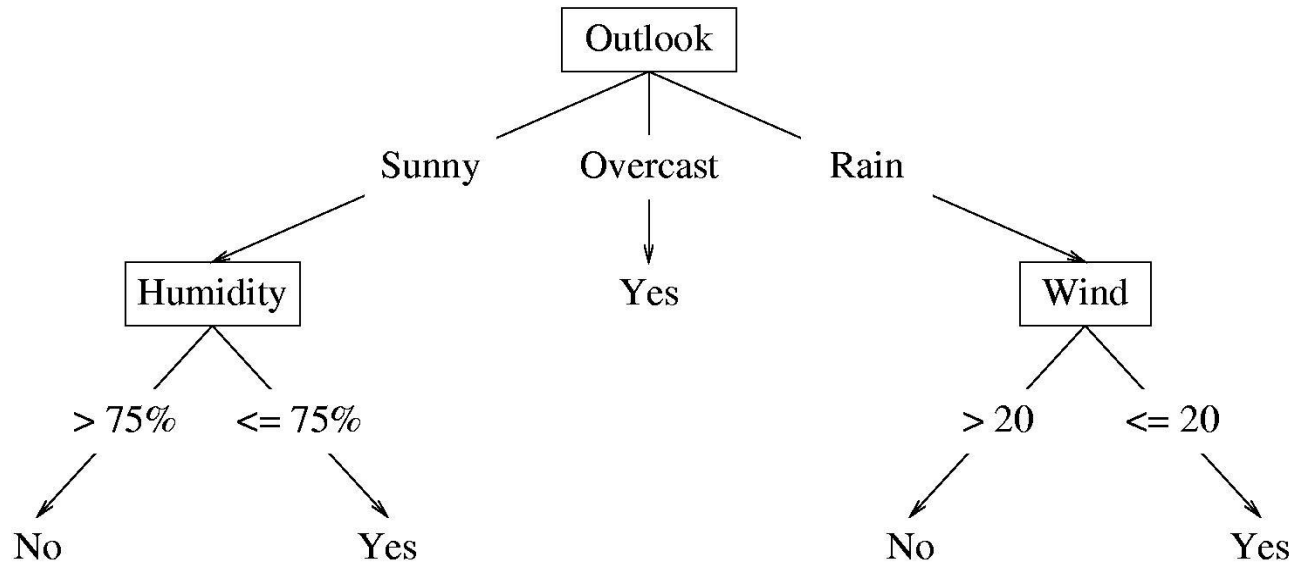 Outlook
Sunny Overcast Rain
Humidity Yes Wind
> 75% <= 75% > 20 <= 20
No Yes No Yes